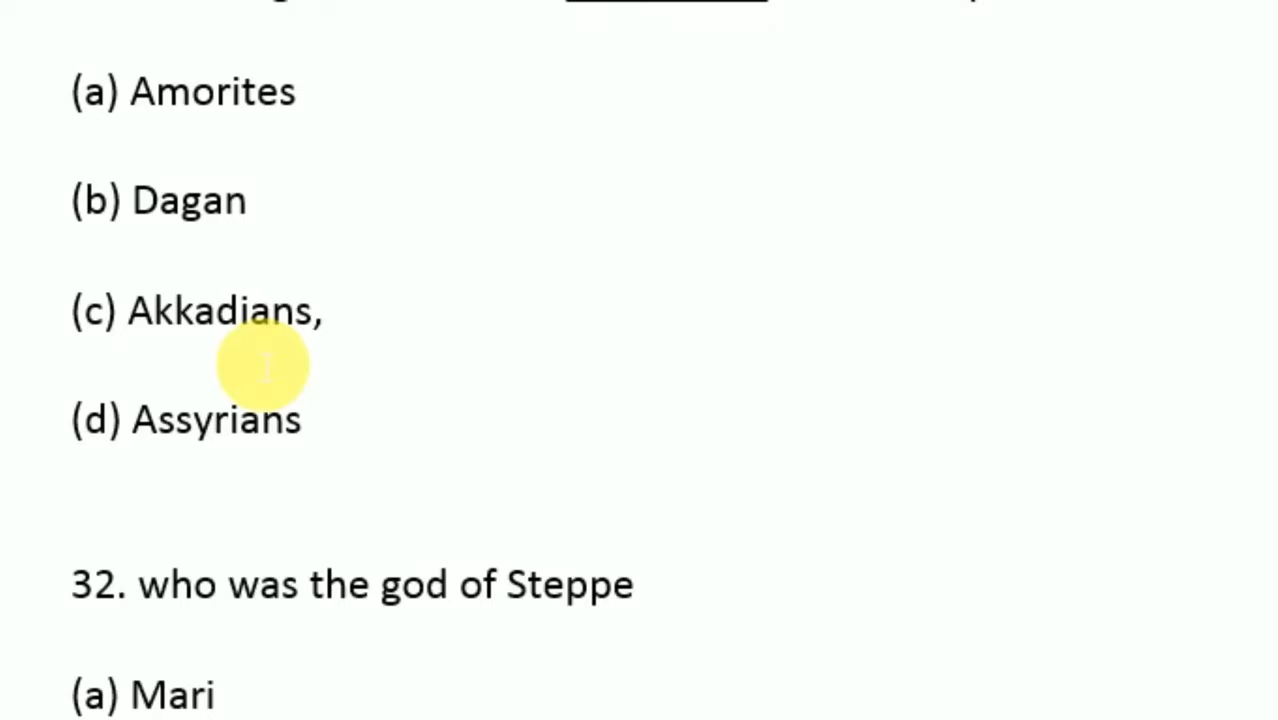 (a) Amorites
(b) Dagan
(c) Akkadians,
(d) Assyrians
32. who was the god of Steppe
(a) Mari